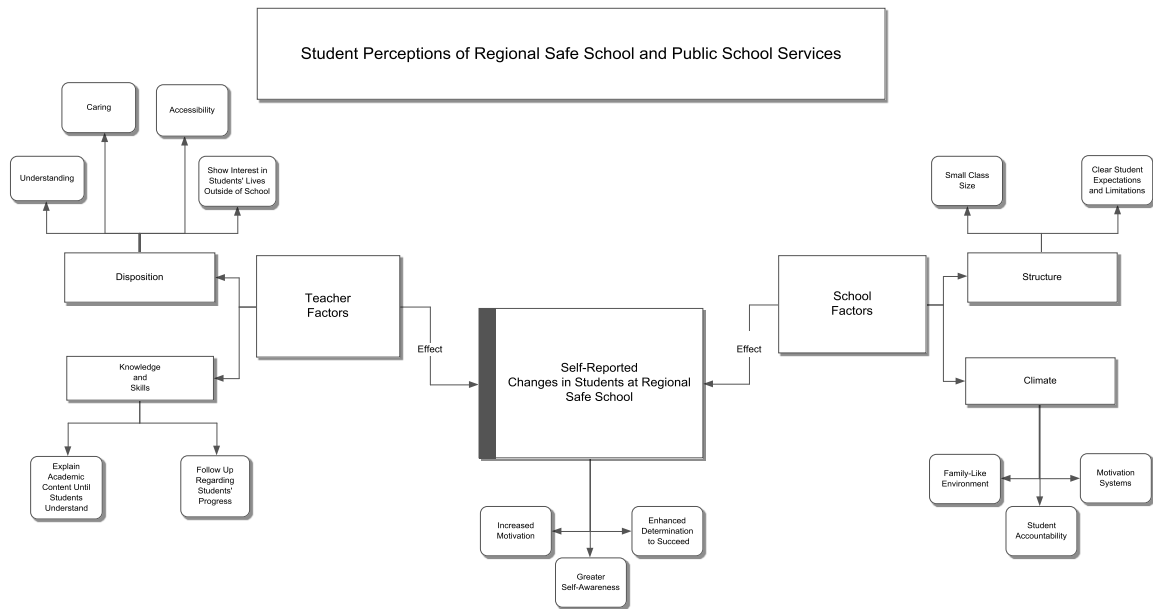 Student Perceptions of Regional Safe School and Public School Services
Caring
Accessibility
Understanding
Show Interest in
Students' Lives
Outside of School
Small Class
Size
Clear Student
Expectations
and Limitations
Disposition
Teacher
Factors
School
Factors
Structure
Effect
Effect
Knowledge
and
Skills
Self-Reported
Changes in Students at Regional
Safe School
Climate
Explain
Academic
Content Until
Students
Understand
Follow Up
Regarding
Students'
Progress
Family-Like
Environment
Motivation
Systems
Student
Accountability
Increased
Motivation
Enhanced
Determination
to Succeed
Greater
Self-Awareness